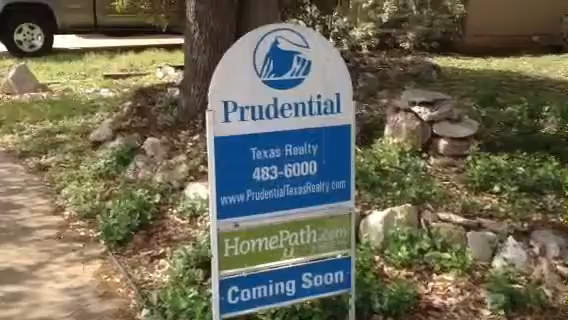 Prudential
Texas Realty
483-6000
www.PrudentialTexasRealty.com
HomePath.com
Coming Soon